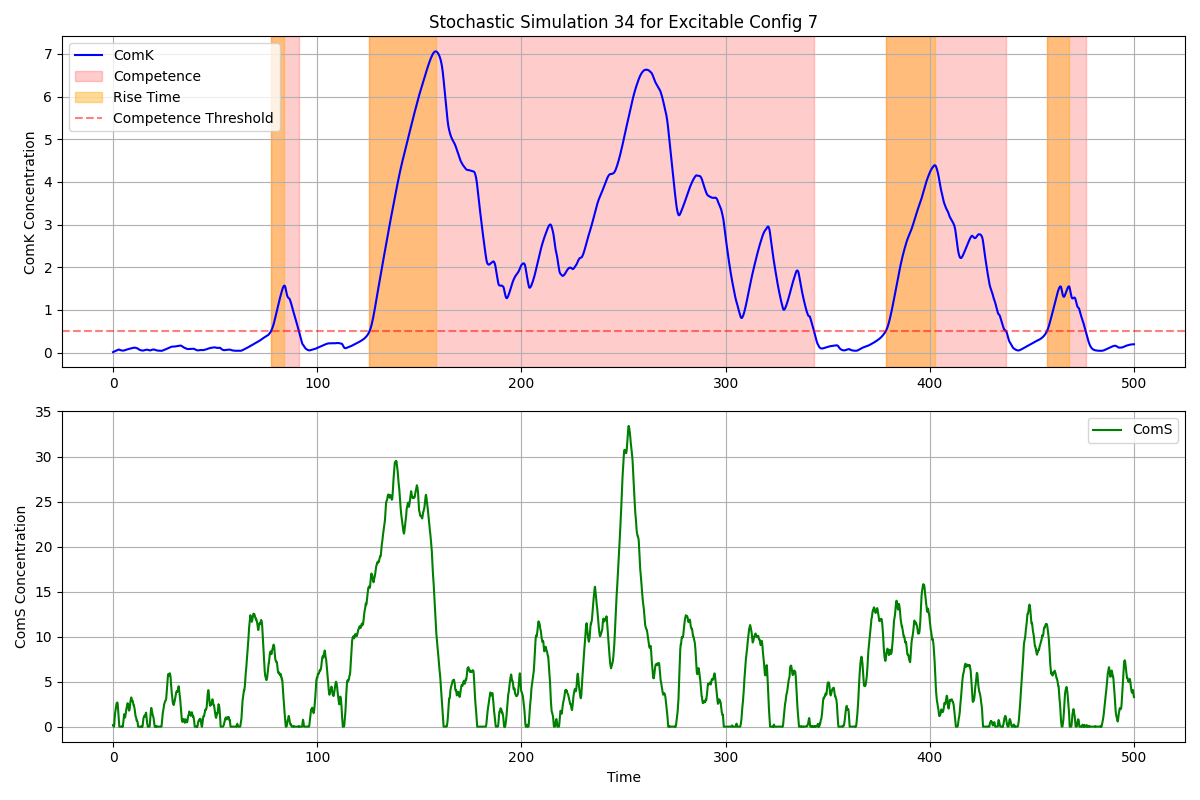 Stochastic Simulation 34 for Excitable Config 7
ComK Concentration
7
6
5
4
3
2
1
0
ComK
Competence
Rise Time
Competence Threshold
0 100 200 300 400 500
ComS Concentration
35
30
25
20
15
10
5
0
ComS
0 100 200 300 400 500
Time